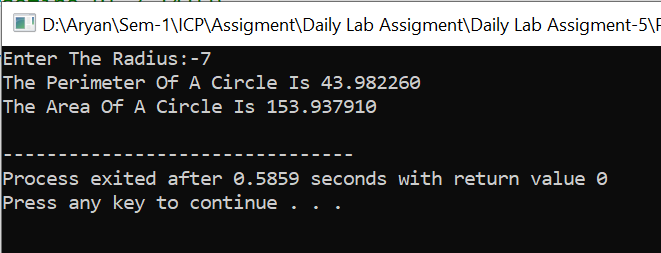 D:\Aryan\Sem-1\ICP\Assigment\Daily Lab Assigment\Daily Lab Assigment-5\
Enter The Radius:-7
The Perimeter Of A Circle Is 43.982260
The Area Of A Circle Is 153.937910
--------------------------------
Process exited after 0.5859 seconds with return value 0
Press any key to continue . . .